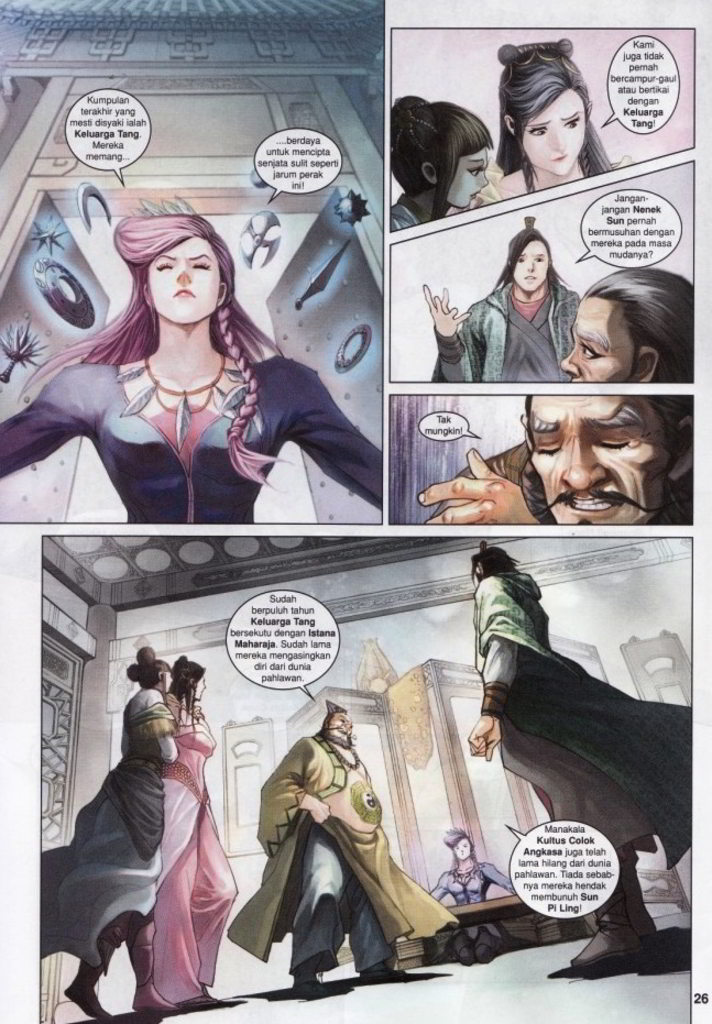 Kumpulan
terakhir yang
mesti disyaki ialah
Keluarga Tang.
Mereka
memang...
....berdaya
untuk mencipta
senjata sulit seperti
jarum perak
ini!
Kami
juga tidak
pernah
bercampur-gaul
atau bertikai
dengan
Keluarga
Tang!
Jangan-
jangan Nenek
Sun pernah
bermusuhan dengan
mereka pada masa
mudanya?
Tak
mungkin!
Sudah
berpuluh tahun
Keluarga Tang
bersekutu dengan Istana
Maharaja. Sudah lama
mereka mengasingkan
diri dari dunia
pahlawan.
Manakala
Kultus Colok
Angkasa juga telah
lama hilang dari dunia
pahlawan. Tiada sebab-
nya mereka hendak
membunuh Sun
Pi Ling!
26